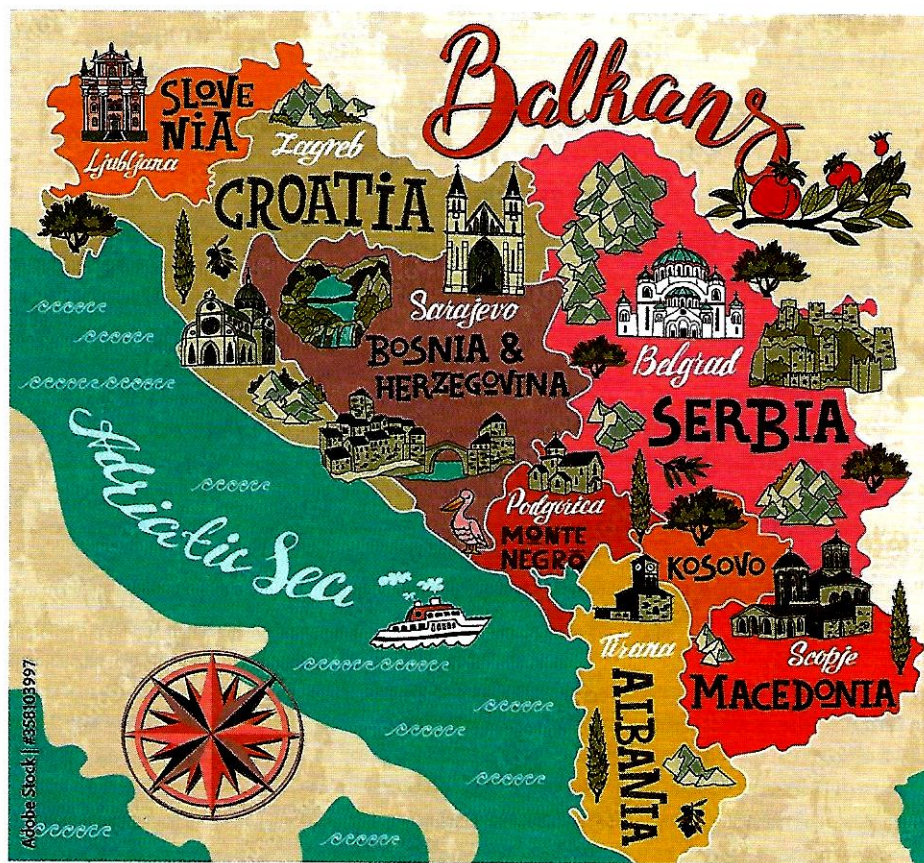 Balkans
SLOVE
NIA
Ljubljana
Zagreb
CROATIA
Sarajevo
BOSNIA &
HERZEGOVINA
Belgrad
SERBIA
Adriatic Sea
Podgorica
MONTE
NEGRO
KOSOVO
Tirana
ALBANIA
Scopje
MACEDONIA
Adobe Stock | #358103997